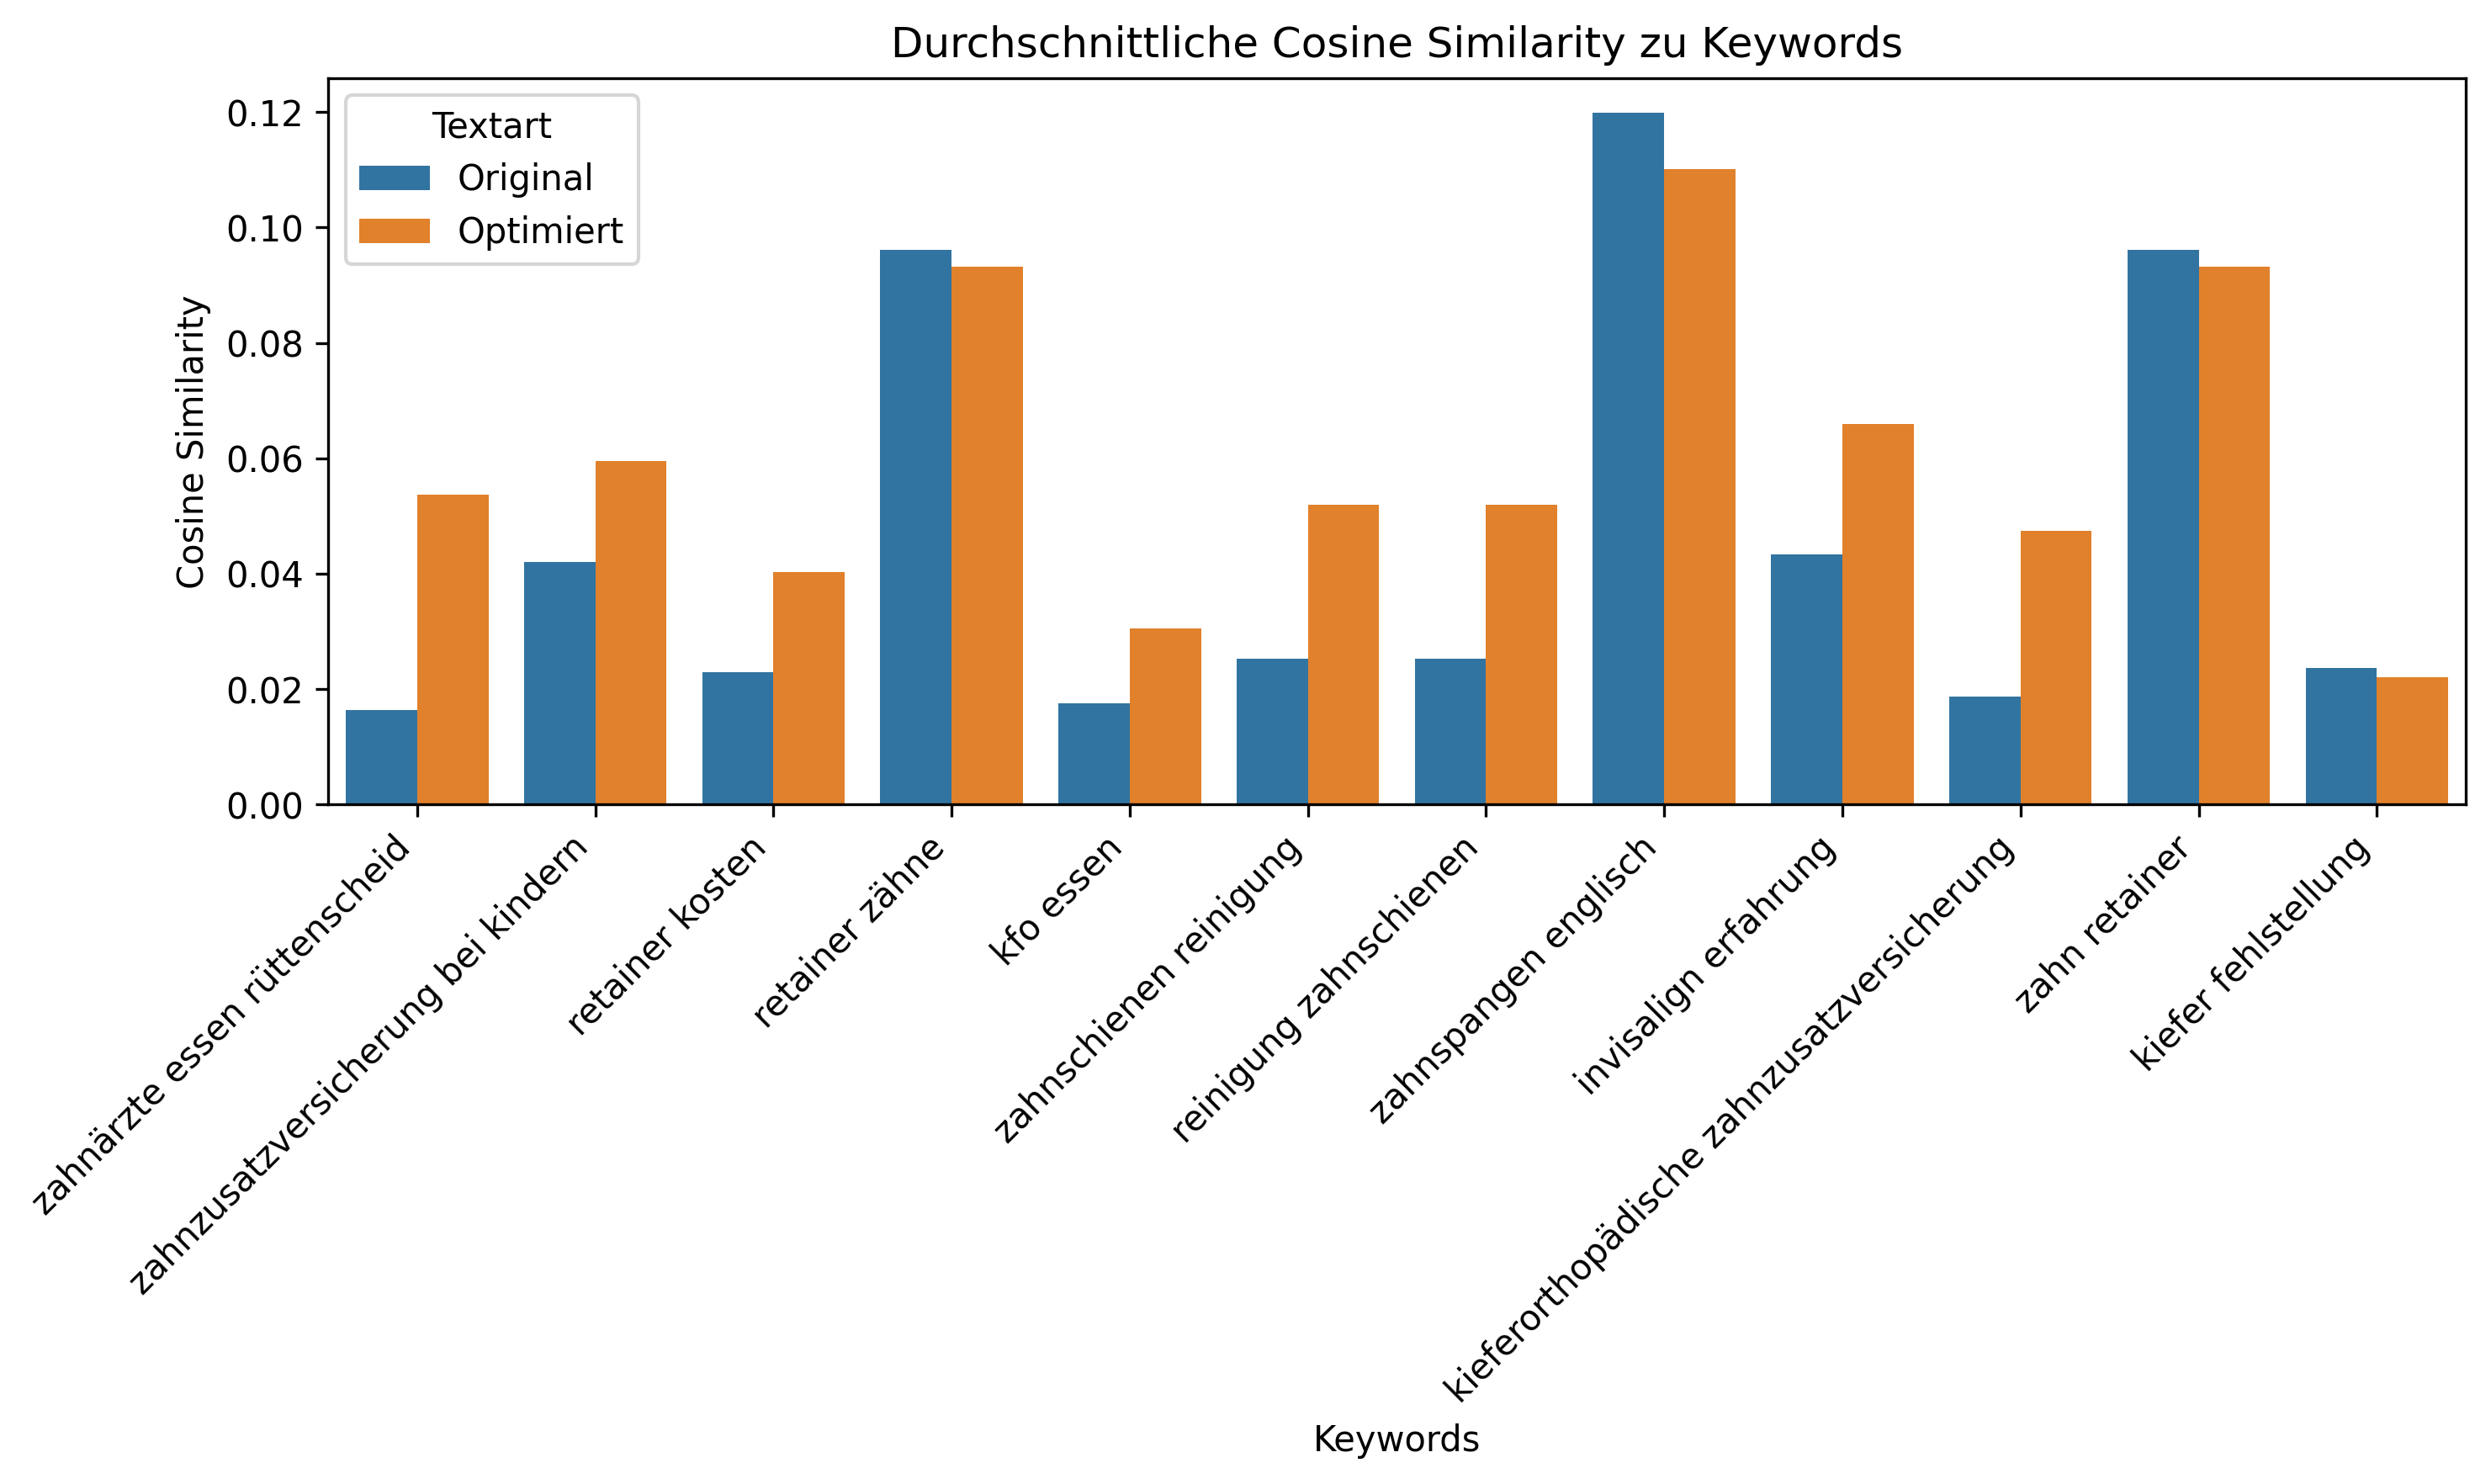 Durchschnittliche Cosine Similarity zu Keywords
Textart
Original
Optimiert
Cosine Similarity
0.12
0.10
0.08
0.06
0.04
0.02
0.00
zahnärzte essen rüttenscheid
zahnzusatzversicherung bei kindern
retainer kosten
retainer zähne
kfo essen
zahnschienen reinigung
reinigung zahnschienen
zahnspangen englisch
invisalign erfahrung
kieferorthopädische zahnzusatzversicherung
zahn retainer
kiefer fehlstellung
Keywords